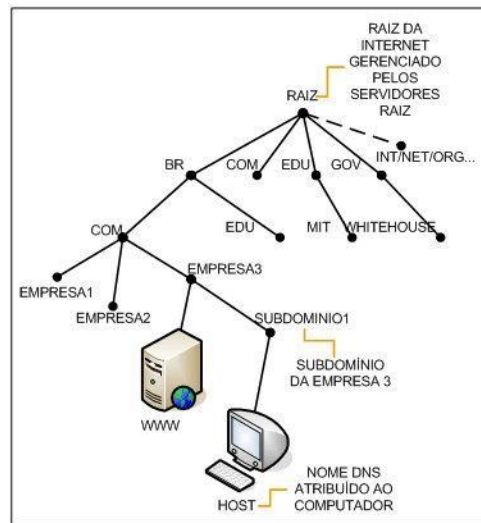 RAIZ DA
INTERNET
GERENCIADO
PELOS
SERVIDORES
RAIZ
RAIZ
INT/NET/ORG...
BR
COM
EDU
GOV
COM
EDU
MIT
WHITEHOUSE
EMPRESA1
EMPRESA2
EMPRESA3
SUBDOMINIO1
SUBDOMÍNIO
DA EMPRESA 3
WWW
NOME DNS
ATRIBUÍDO AO
COMPUTADOR
HOST